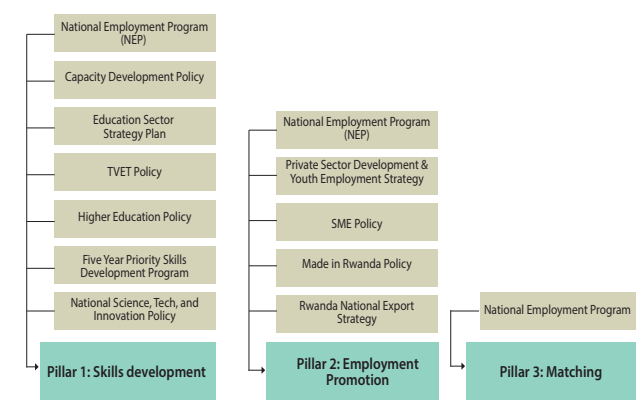 National Employment Program
(NEP)
Capacity Development Policy
Education Sector
Strategy Plan
TVET Policy
Higher Education Policy
Five Year Priority Skills
Development Program
National Science, Tech, and
Innovation Policy
Pillar 1: Skills development
National Employment Program
(NEP)
Private Sector Development &
Youth Employment Strategy
SME Policy
Made in Rwanda Policy
Rwanda National Export
Strategy
Pillar 2: Employment
Promotion
National Employment Program
Pillar 3: Matching